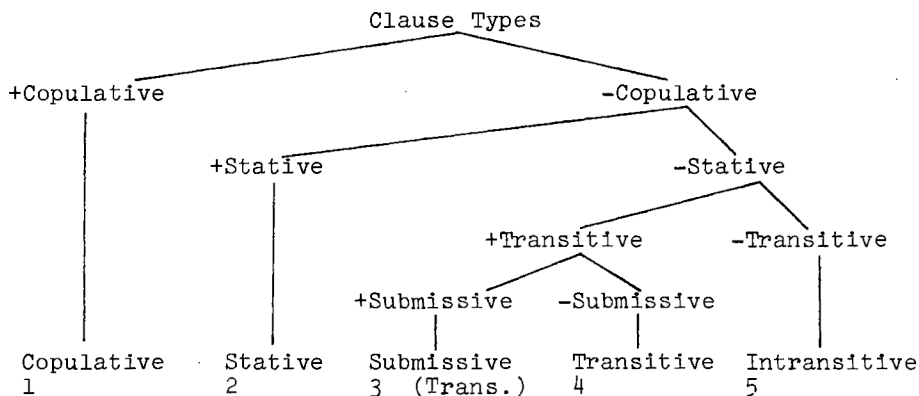 Clause Types
+Copulative -Copulative
+Stative -Stative
+Transitive -Transitive
+Submissive -Submissive
Copulative Stative Submissive Transitive Intransitive
1 2 3 (Trans.) 4 5